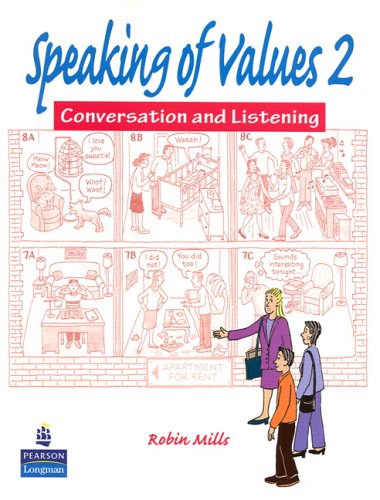 Speaking of Values 2
Conversation and Listening
8A
I love
you
sweetie!
Meow!
Meow!
Woof!
Woof!
8B
Waaah!
8C
7A
7B
I did
not!
You did
too!
7C
Sounds
interesting
tonight...
APARTMENT
FOR RENT
Robin Mills
PEARSON
Longman